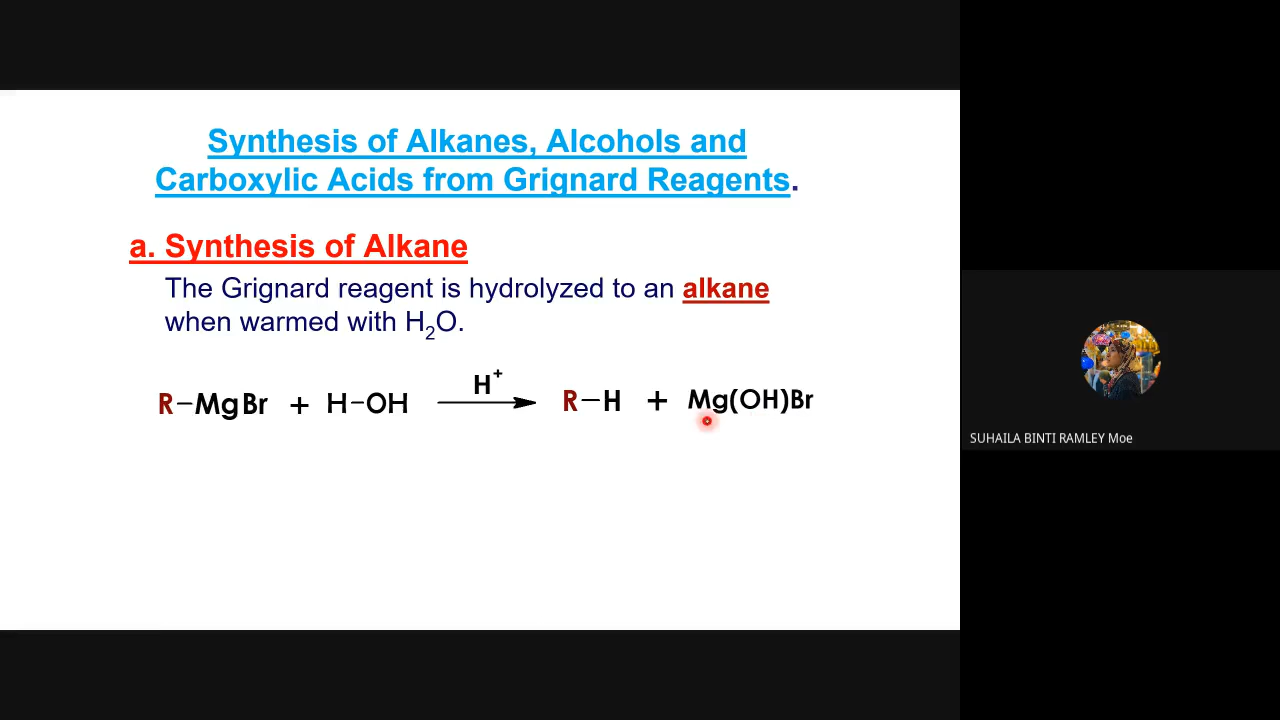 Synthesis of Alkanes, Alcohols and
Carboxylic Acids from Grignard Reagents.
a. Synthesis of Alkane
The Grignard reagent is hydrolyzed to an alkane
when warmed with H₂O.
R–MgBr + H–OH —H⁺→ R–H + Mg(OH)Br
SUHAILA BINTI RAMLEY Moe